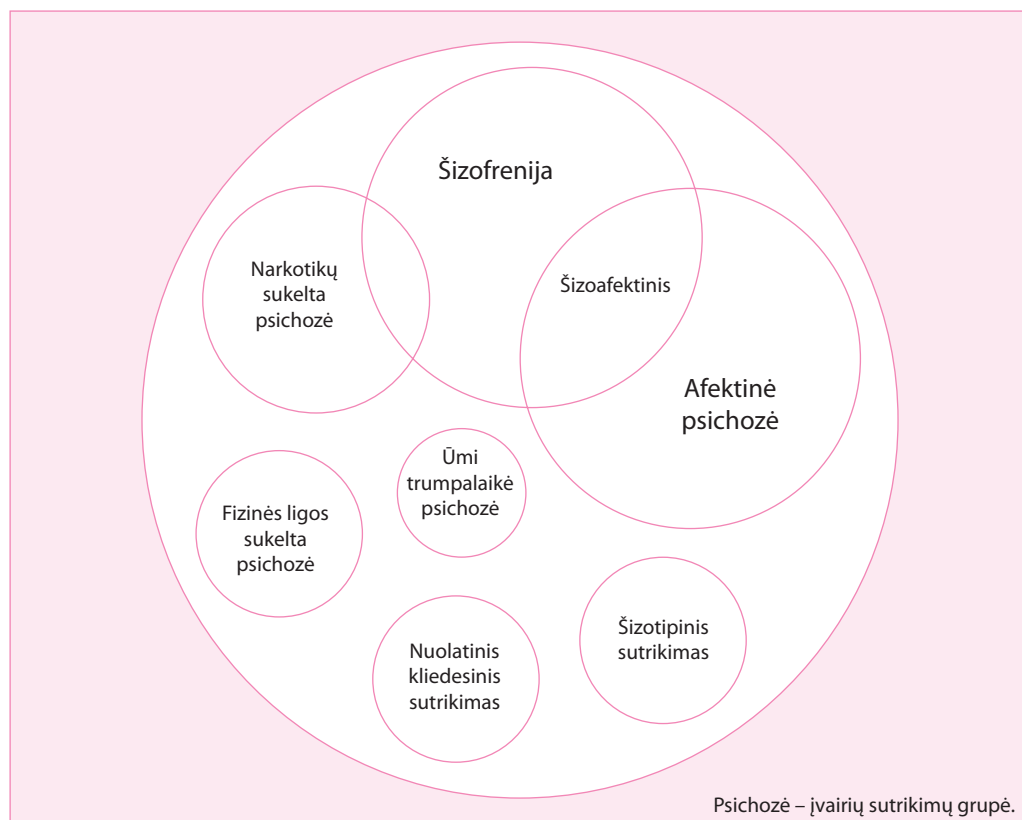 Šizofrenija
Narkotikų
sukelta
psichozė
Šizoafektinis
Afektinė
psichozė
Ūmi
trumpalaikė
psichozė
Fizinės ligos
sukelta
psichozė
Šizotipinis
sutrikimas
Nuolatinis
kliedesinis
sutrikimas
Psichozė – įvairių sutrikimų grupė.